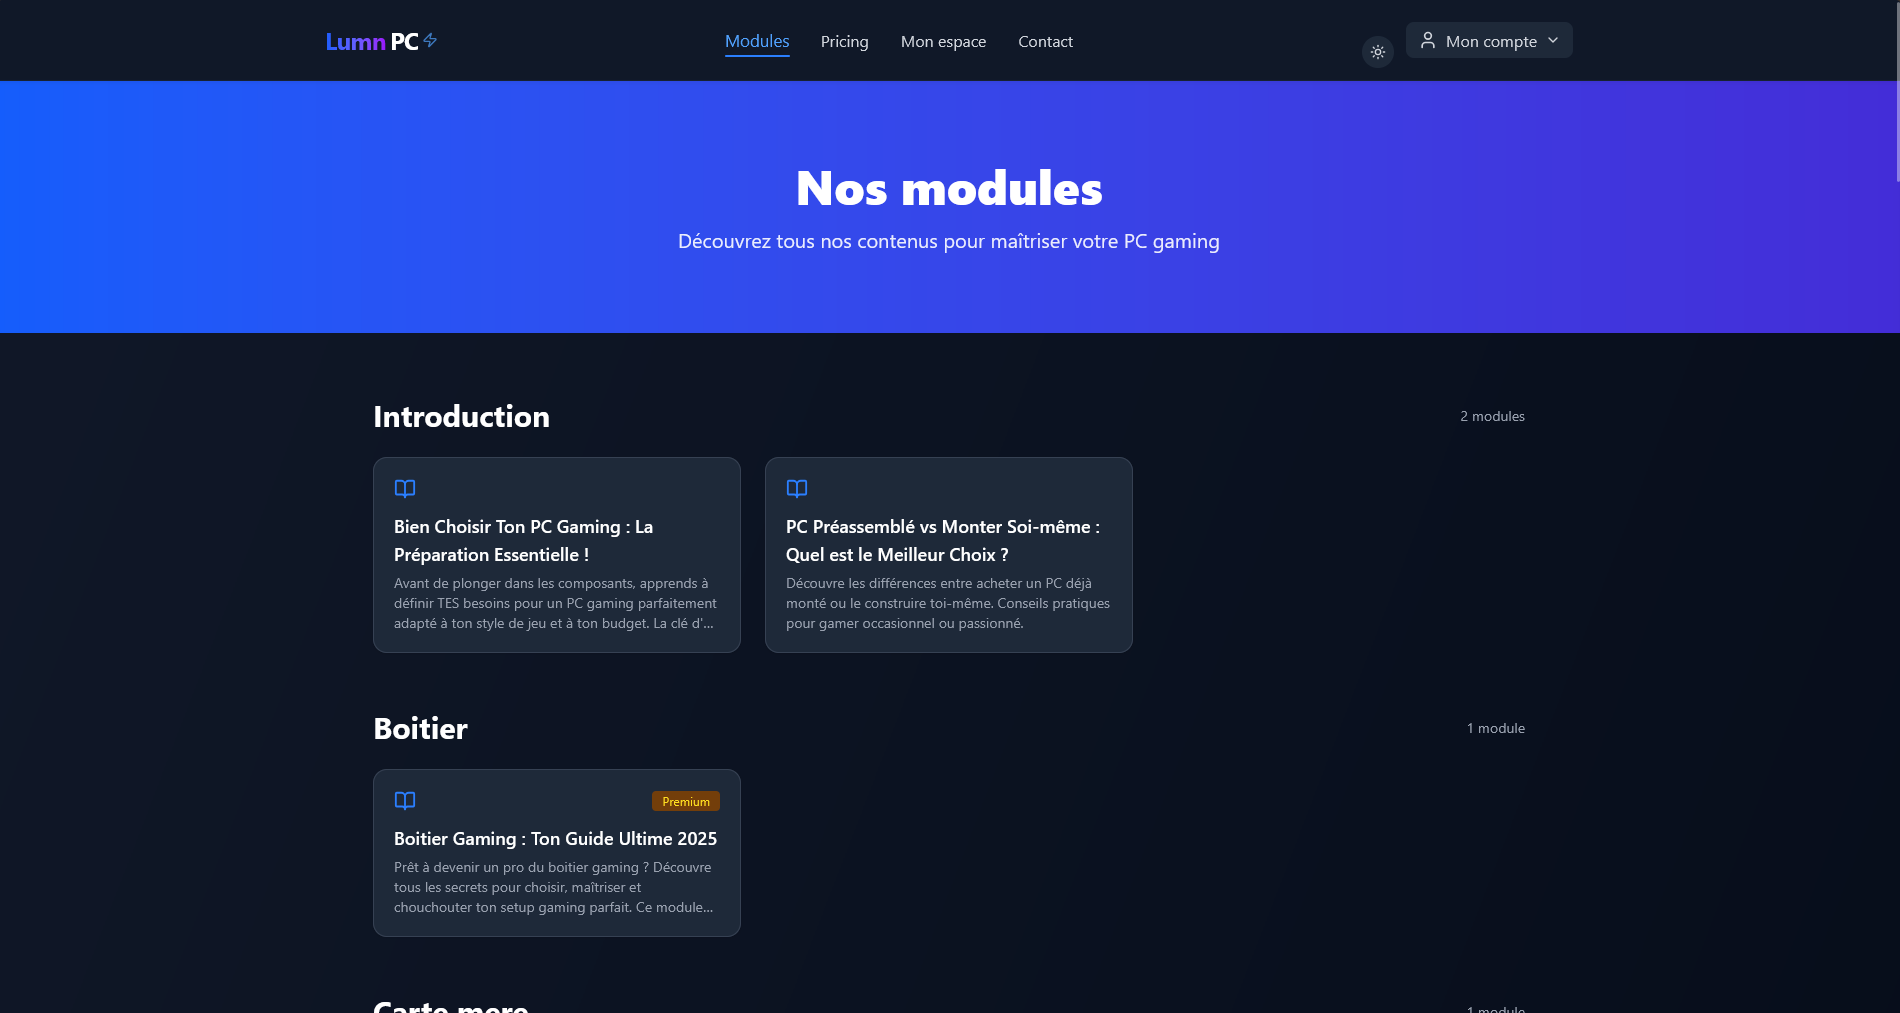 Lumn PC
Modules
Pricing
Mon espace
Contact
Mon compte
Nos modules
Découvrez tous nos contenus pour maîtriser votre PC gaming
Introduction
2 modules
Bien Choisir Ton PC Gaming : La
Préparation Essentielle !
Avant de plonger dans les composants, apprends à
définir TES besoins pour un PC gaming parfaitement
adapté à ton style de jeu et à ton budget. La clé d'...
PC Préassemblé vs Monter Soi-même :
Quel est le Meilleur Choix ?
Découvre les différences entre acheter un PC déjà
monté ou le construire toi-même. Conseils pratiques
pour gamer occasionnel ou passionné.
Boitier
1 module
Premium
Boitier Gaming : Ton Guide Ultime 2025
Prêt à devenir un pro du boitier gaming ? Découvre
tous les secrets pour choisir, maîtriser et
chouchouter ton setup gaming parfait. Ce module...
Carte mere
1 module